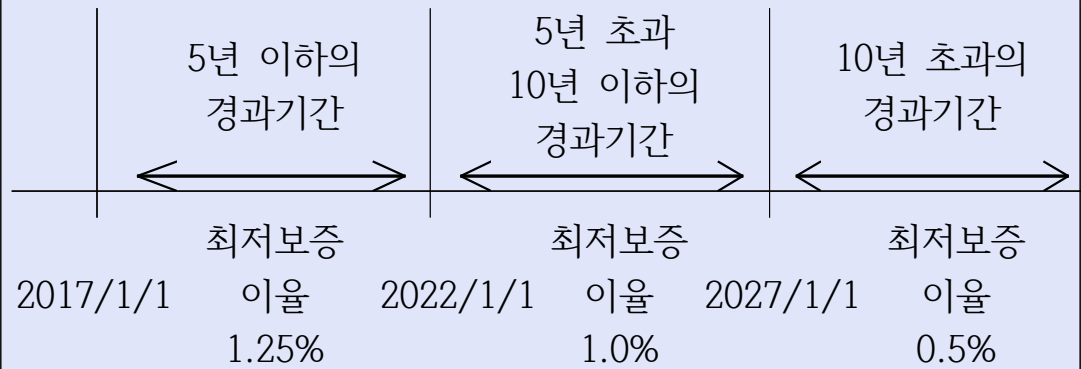 5년 이하의
경과기간
5년 초과
10년 이하의
경과기간
10년 초과의
경과기간
2017/1/1
최저보증
이율
1.25%
2022/1/1
최저보증
이율
1.0%
2027/1/1
최저보증
이율
0.5%